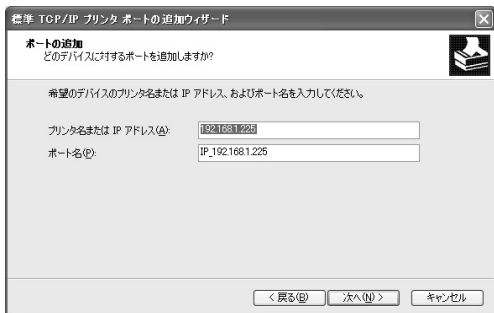 標準 TCP/IP プリンタ ポートの追加ウィザード
ポートの追加
どのデバイスに対するポートを追加しますか?
希望のデバイスのプリンタ名または IP アドレス、およびポート名を入力してください。
プリンタ名または IP アドレス(A): 192.168.1.225
ポート名(P): IP_192.168.1.225
< 戻る(B) 次へ(N) > キャンセル